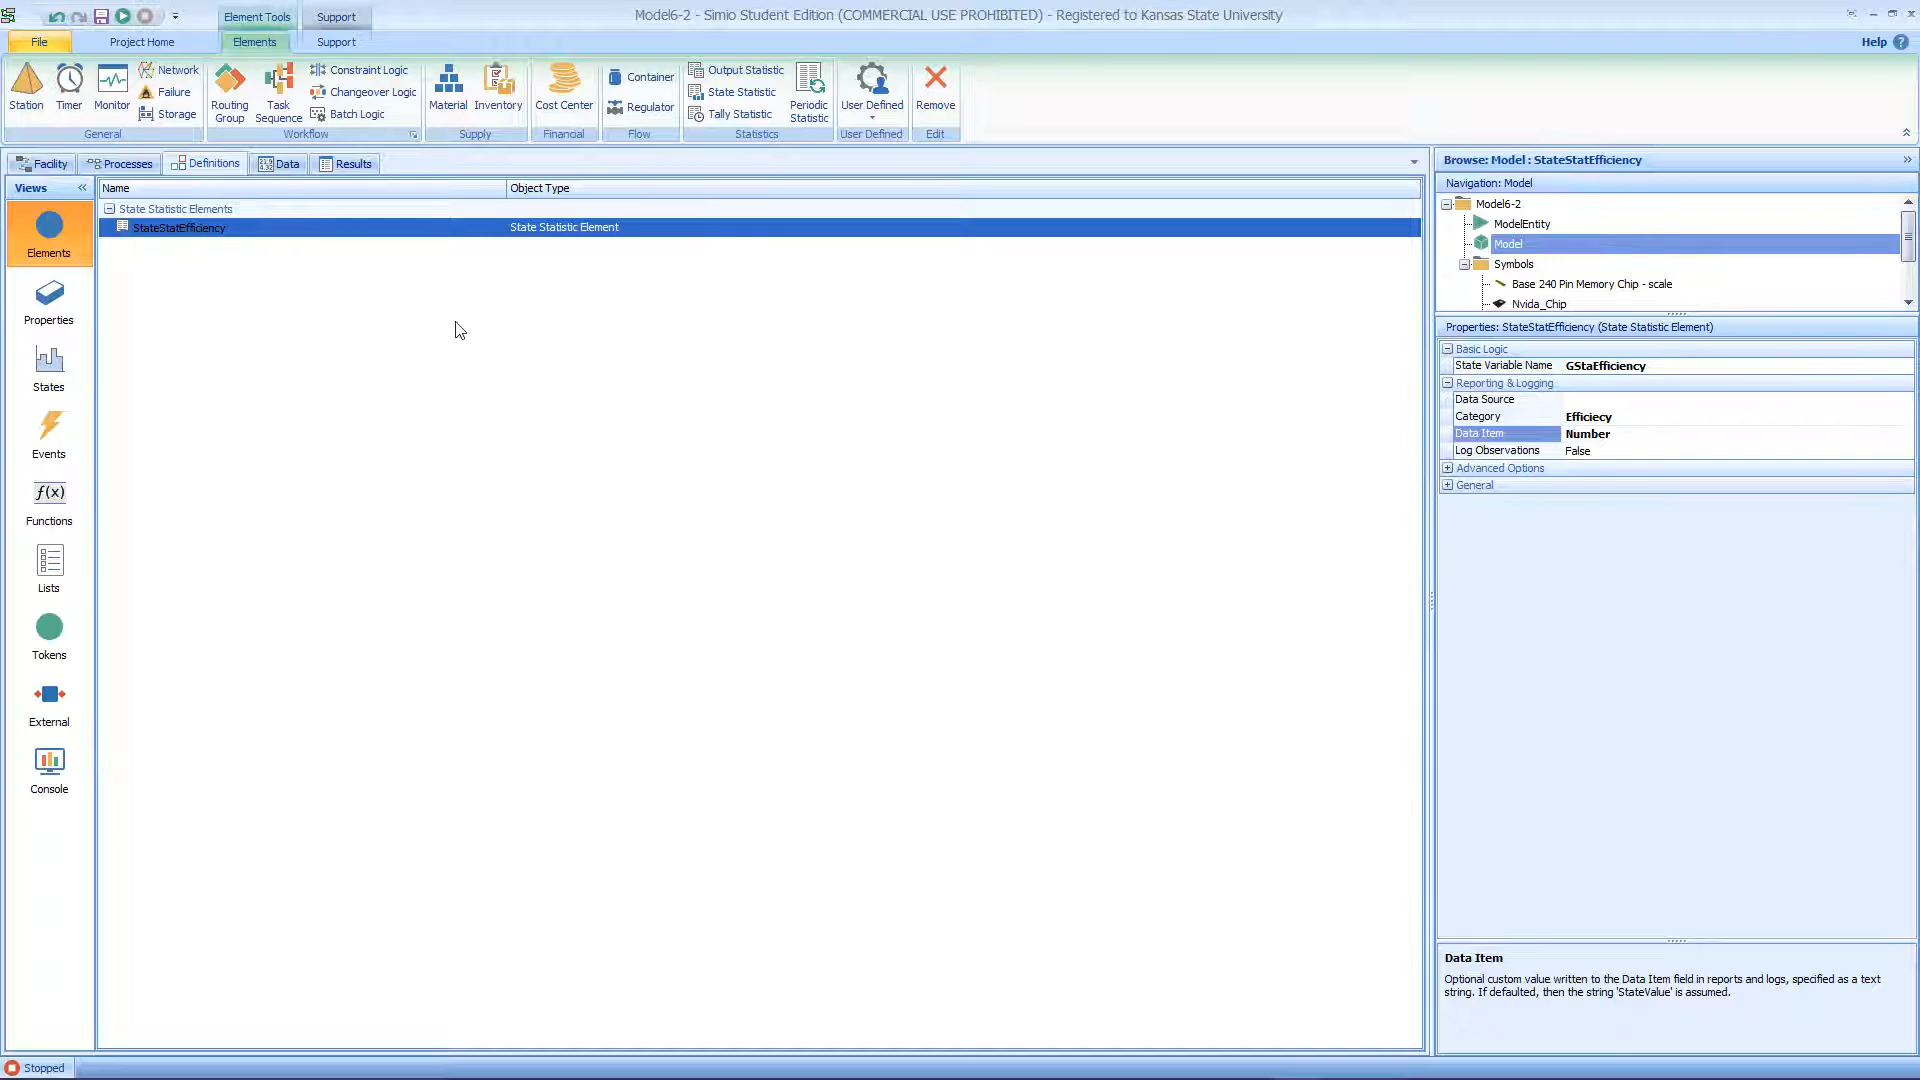 Element Tools Support Model6-2 - Simio Student Edition (COMMERCIAL USE PROHIBITED) - Registered to Kansas State University
File Project Home Elements Support Help
Station Timer Monitor Network Failure Storage
General
Routing Group Task Sequence Constraint Logic Changeover Logic Batch Logic
Workflow
Material Inventory
Supply
Cost Center
Financial
Container Regulator
Flow
Output Statistic State Statistic Tally Statistic Periodic Statistic
Statistics
User Defined
User Defined
Remove
Edit
Facility Processes Definitions Data Results
Views
Elements
Properties
States
Events
f(x)
Functions
Lists
Tokens
External
Console
Name Object Type
State Statistic Elements
StateStatEfficiency State Statistic Element
Browse: Model : StateStatEfficiency
Navigation: Model
Model6-2
ModelEntity
Model
Symbols
Base 240 Pin Memory Chip - scale
Nvida_Chip
Properties: StateStatEfficiency (State Statistic Element)
Basic Logic
State Variable Name GStaEfficiency
Reporting & Logging
Data Source
Category Efficiecy
Data Item Number
Log Observations False
Advanced Options
General
Data Item
Optional custom value written to the Data Item field in reports and logs, specified as a text
string. If defaulted, then the string 'StateValue' is assumed.
Stopped